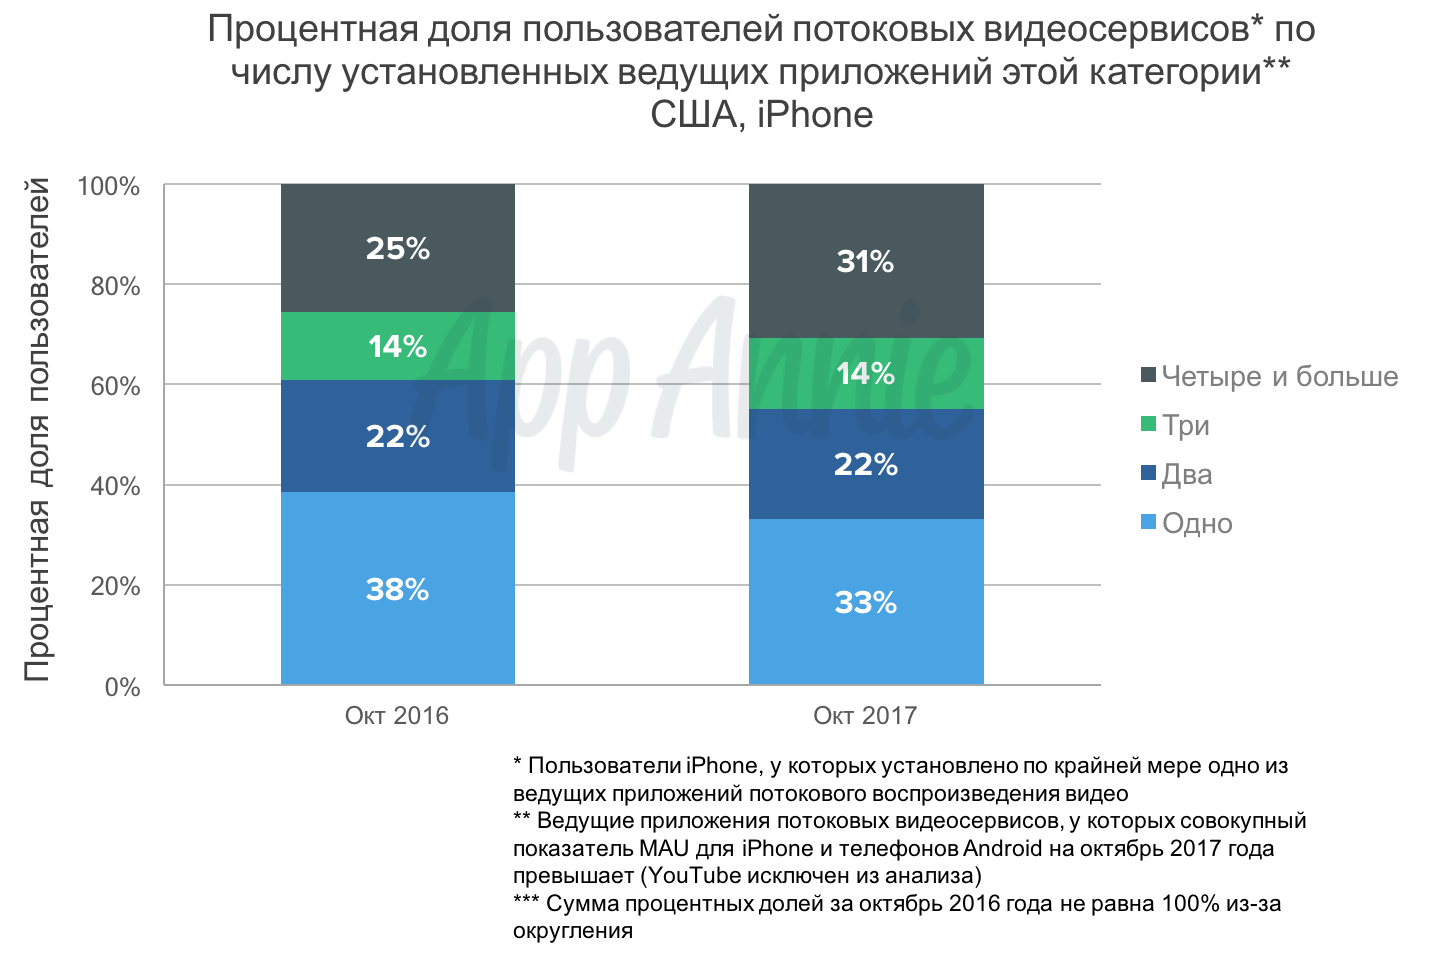 Процентная доля пользователей потоковых видеосервисов* по
числу установленных ведущих приложений этой категории**
США, iPhone
Процентная доля пользователей
100%
80%
60%
40%
20%
0%
25%
14%
22%
38%
31%
14%
22%
33%
App Annie
Окт 2016
Окт 2017
Четыре и больше
Три
Два
Одно
* Пользователи iPhone, у которых установлено по крайней мере одно из
ведущих приложений потокового воспроизведения видео
** Ведущие приложения потоковых видеосервисов, у которых совокупный
показатель MAU для iPhone и телефонов Android на октябрь 2017 года
превышает (YouTube исключен из анализа)
*** Сумма процентных долей за октябрь 2016 года не равна 100% из-за
округления